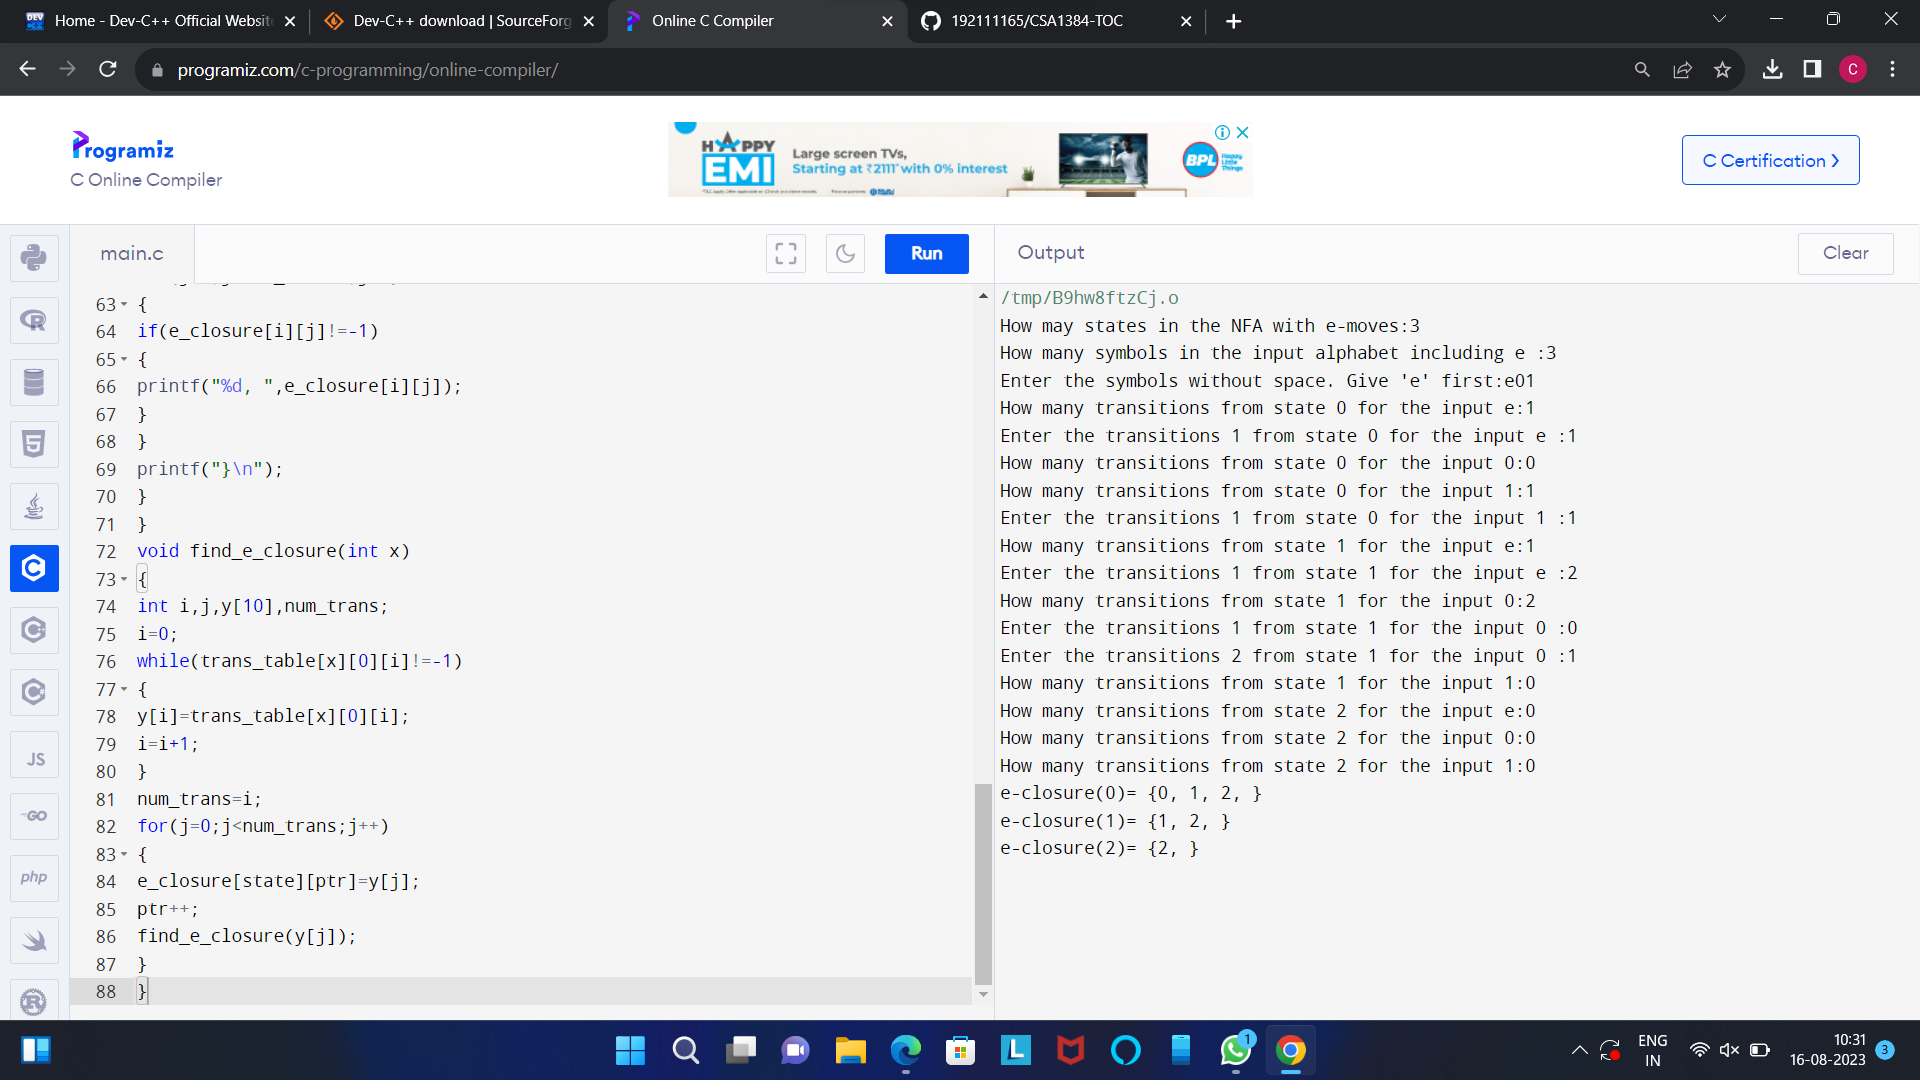 Home - Dev-C++ Official Website
Dev-C++ download | SourceForg
Online C Compiler
192111165/CSA1384-TOC
programiz.com/c-programming/online-compiler/
C
Programiz
C Online Compiler
HAPPY
EMI
Large screen TVs,
Starting at ₹2111* with 0% interest
BPL
Happy
Little
Things
C Certification
main.c
Run
Output
Clear
63 {
64 if(e_closure[i][j]!=-1)
65 {
66 printf("%d, ",e_closure[i][j]);
67 }
68 }
69 printf("}\n");
70 }
71 }
72 void find_e_closure(int x)
73 {
74 int i,j,y[10],num_trans;
75 i=0;
76 while(trans_table[x][0][i]!=-1)
77 {
78 y[i]=trans_table[x][0][i];
79 i=i+1;
80 }
81 num_trans=i;
82 for(j=0;j<num_trans;j++)
83 {
84 e_closure[state][ptr]=y[j];
85 ptr++;
86 find_e_closure(y[j]);
87 }
88 }
/tmp/B9hw8ftzCj.o
How may states in the NFA with e-moves:3
How many symbols in the input alphabet including e :3
Enter the symbols without space. Give 'e' first:e01
How many transitions from state 0 for the input e:1
Enter the transitions 1 from state 0 for the input e :1
How many transitions from state 0 for the input 0:0
How many transitions from state 0 for the input 1:1
Enter the transitions 1 from state 0 for the input 1 :1
How many transitions from state 1 for the input e:1
Enter the transitions 1 from state 1 for the input e :2
How many transitions from state 1 for the input 0:2
Enter the transitions 1 from state 1 for the input 0 :0
Enter the transitions 2 from state 1 for the input 0 :1
How many transitions from state 1 for the input 1:0
How many transitions from state 2 for the input e:0
How many transitions from state 2 for the input 0:0
How many transitions from state 2 for the input 1:0
e-closure(0)= {0, 1, 2, }
e-closure(1)= {1, 2, }
e-closure(2)= {2, }
JS
GO
php
ENG
IN
10:31
16-08-2023
3
1